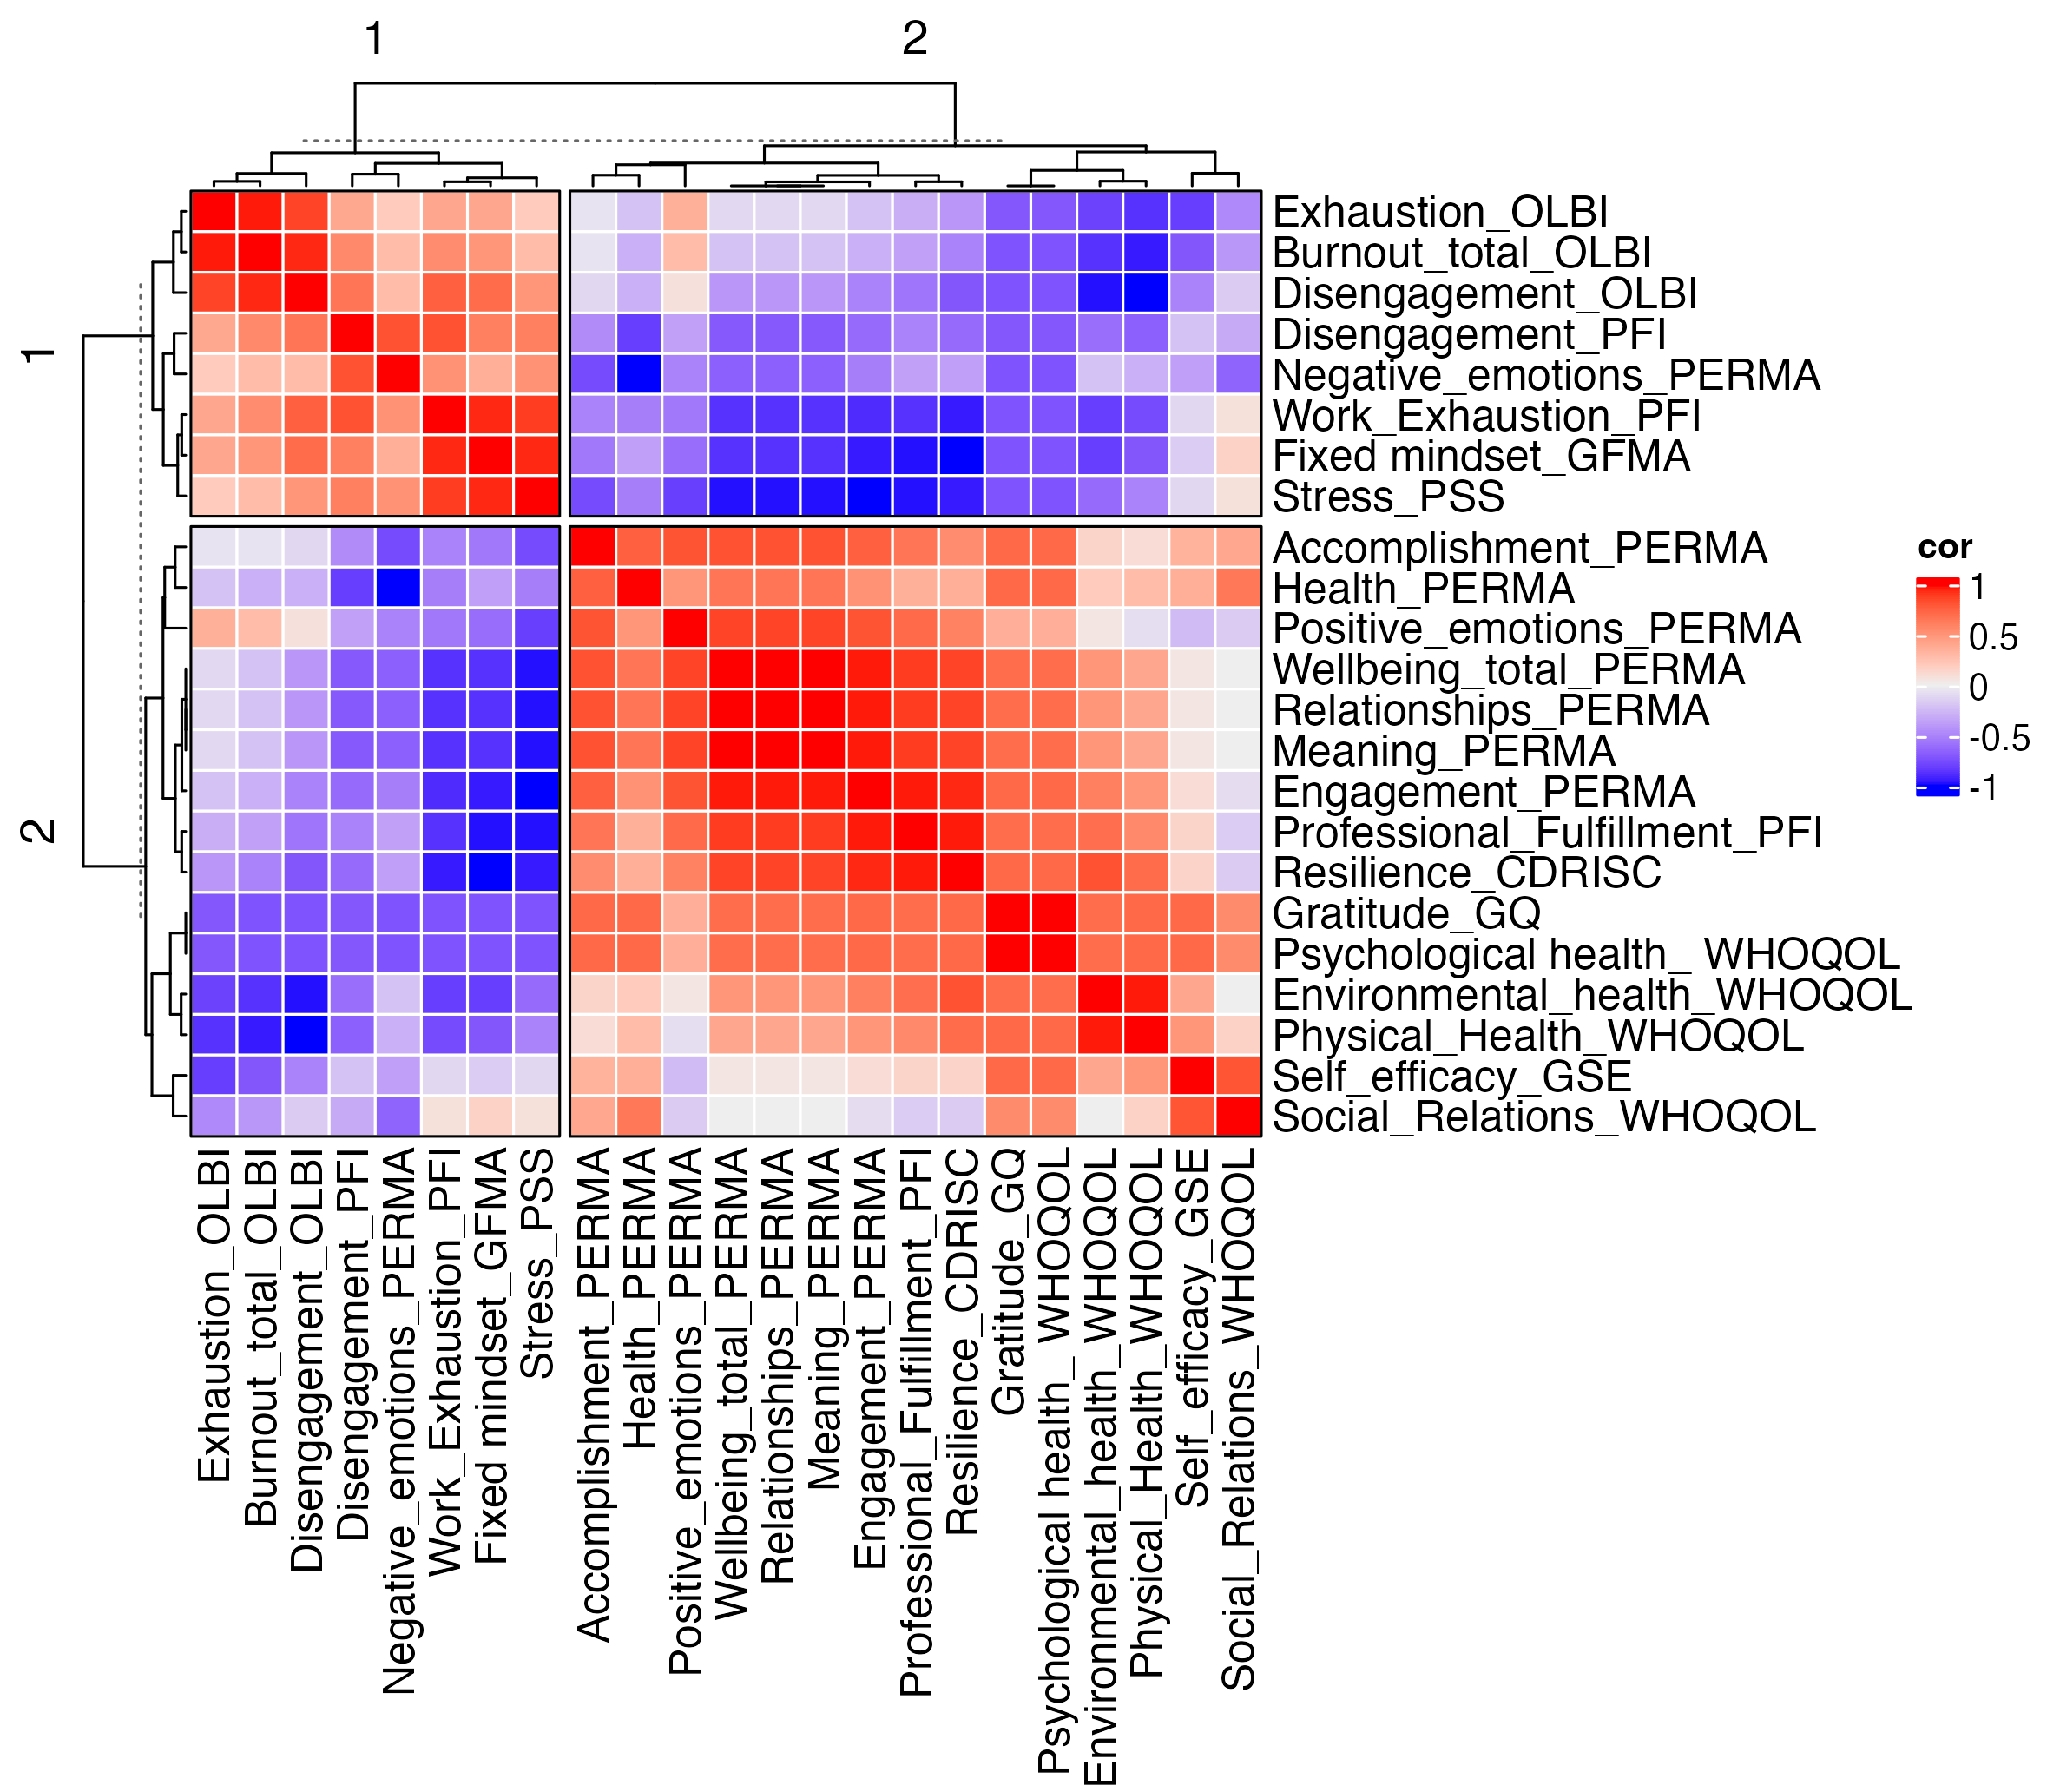 1
2
1
2
Exhaustion_OLBI
Burnout_total_OLBI
Disengagement_OLBI
Disengagement_PFI
Negative_emotions_PERMA
Work_Exhaustion_PFI
Fixed mindset_GFMA
Stress_PSS
Accomplishment_PERMA
Health_PERMA
Positive_emotions_PERMA
Wellbeing_total_PERMA
Relationships_PERMA
Meaning_PERMA
Engagement_PERMA
Professional_Fulfillment_PFI
Resilience_CDRISC
Gratitude_GQ
Psychological health_ WHOQOL
Environmental_health_WHOQOL
Physical_Health_WHOQOL
Self_efficacy_GSE
Social_Relations_WHOQOL
cor
1
0.5
0
-0.5
-1
Exhaustion_OLBI
Burnout_total_OLBI
Disengagement_OLBI
Disengagement_PFI
Negative_emotions_PERMA
Work_Exhaustion_PFI
Fixed mindset_GFMA
Stress_PSS
Accomplishment_PERMA
Health_PERMA
Positive_emotions_PERMA
Wellbeing_total_PERMA
Relationships_PERMA
Meaning_PERMA
Engagement_PERMA
Professional_Fulfillment_PFI
Resilience_CDRISC
Gratitude_GQ
Psychological health_ WHOQOL
Environmental_health_WHOQOL
Physical_Health_WHOQOL
Self_efficacy_GSE
Social_Relations_WHOQOL